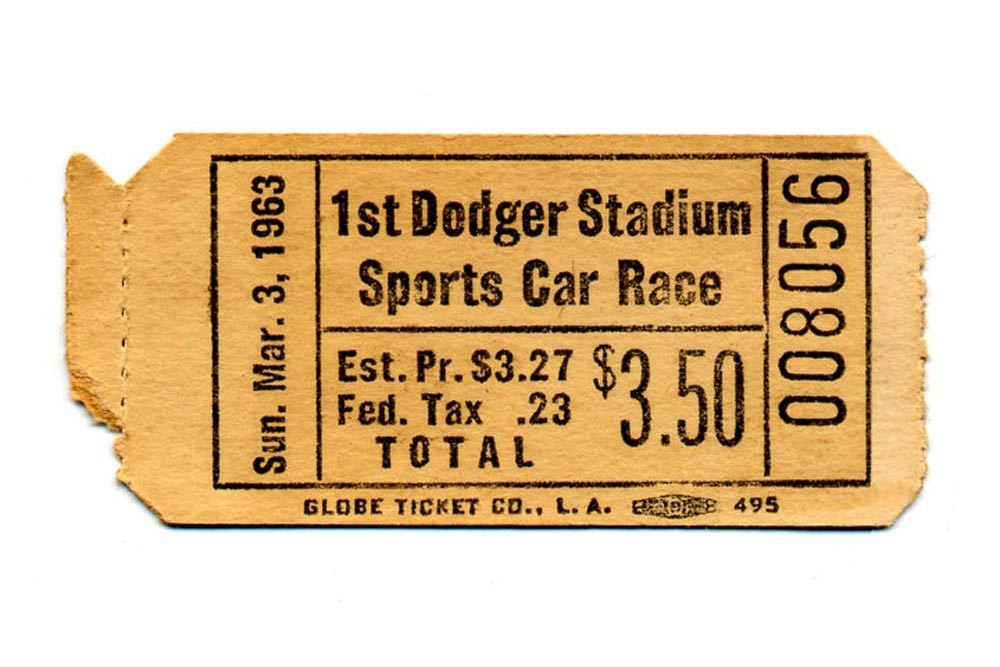 Sun. Mar. 3, 1963
1st Dodger Stadium
Sports Car Race
Est. Pr. $3.27
Fed. Tax .23
TOTAL
$3.50
008056
GLOBE TICKET CO., L. A. 495